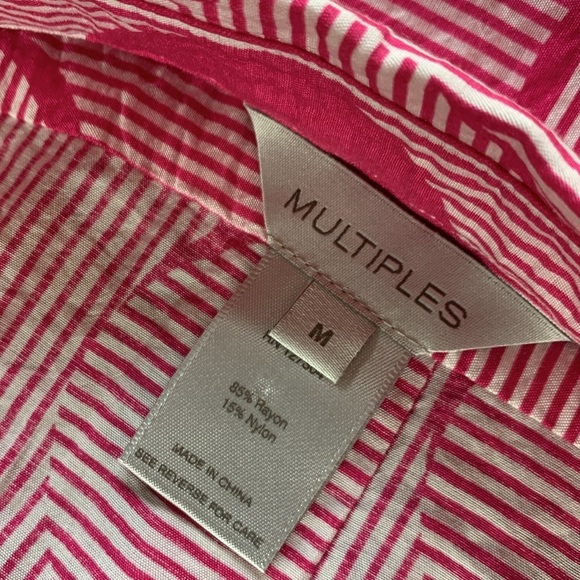 MULTIPLES
M
85% Rayon
15% Nylon
MADE IN CHINA
SEE REVERSE FOR CARE